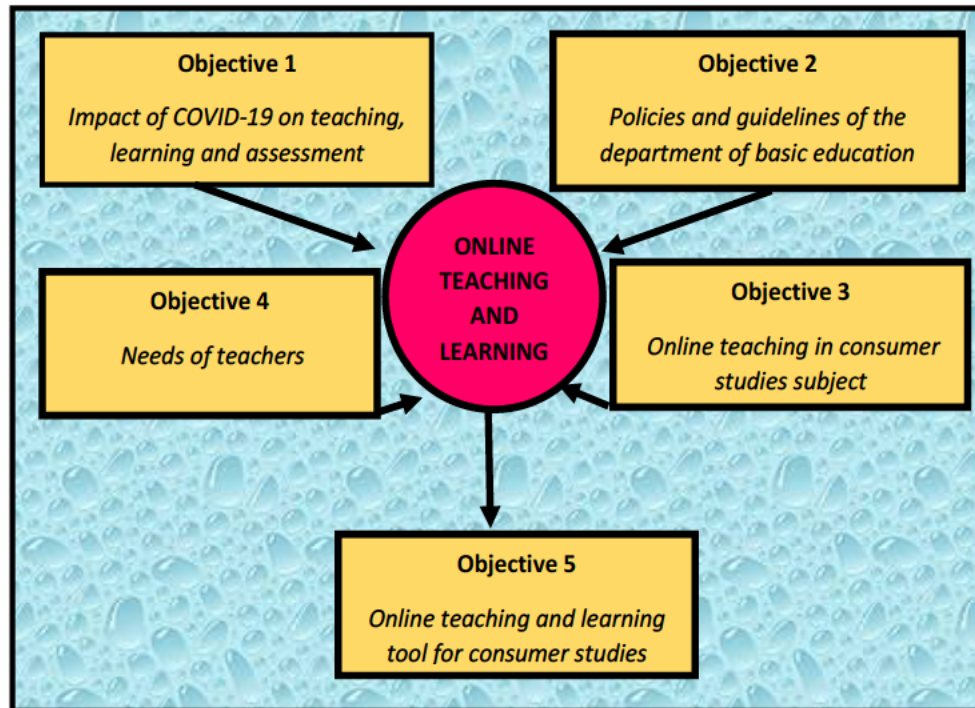 Objective 1
Impact of COVID-19 on teaching,
learning and assessment
Objective 2
Policies and guidelines of the
department of basic education
ONLINE
TEACHING
AND
LEARNING
Objective 4
Needs of teachers
Objective 3
Online teaching in consumer
studies subject
Objective 5
Online teaching and learning
tool for consumer studies